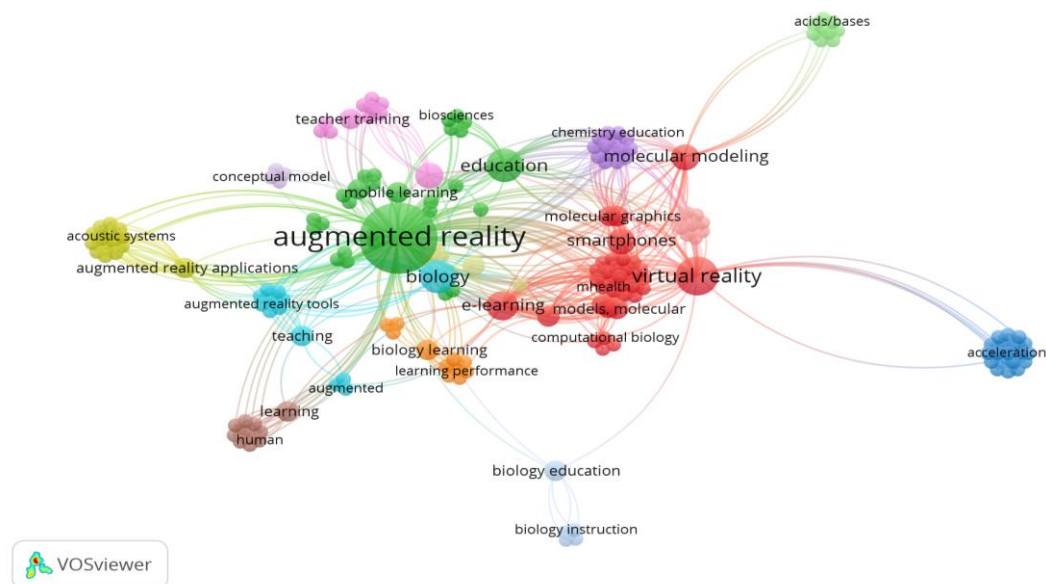 acids/bases
teacher training
biosciences
chemistry education
education
molecular modeling
conceptual model
mobile learning
molecular graphics
acoustic systems
augmented reality
smartphones
augmented reality applications
biology
virtual reality
mhealth
augmented reality tools
e-learning
models, molecular
teaching
computational biology
biology learning
acceleration
learning performance
augmented
learning
human
biology education
biology instruction
VOSviewer